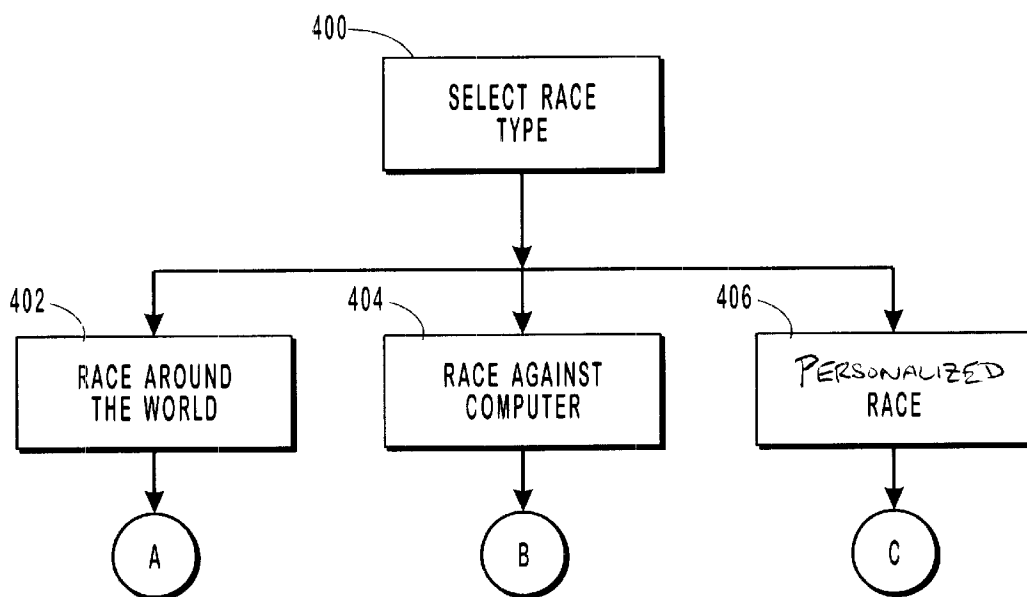 400
SELECT RACE
TYPE
402
404
406
RACE AROUND
THE WORLD
RACE AGAINST
COMPUTER
PERSONALIZED
RACE
A
B
C